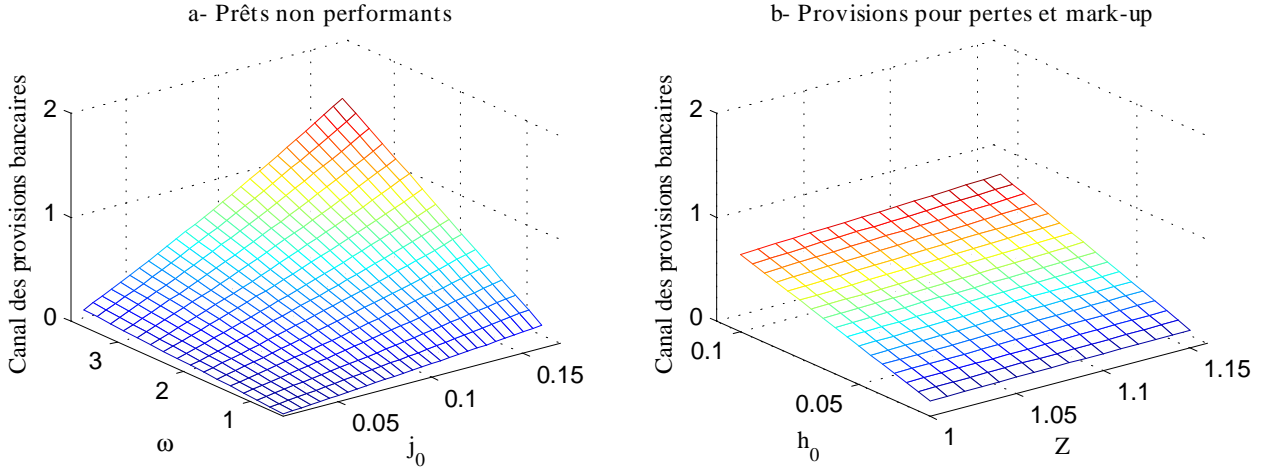 a- Prêts non performants
Canal des provisions bancaires
2
1
0
3
2
1
ω
0.05
0.1
0.15
j0
b- Provisions pour pertes et mark-up
Canal des provisions bancaires
2
1
0
0.1
0.05
h0
1
1.05
1.1
1.15
Z